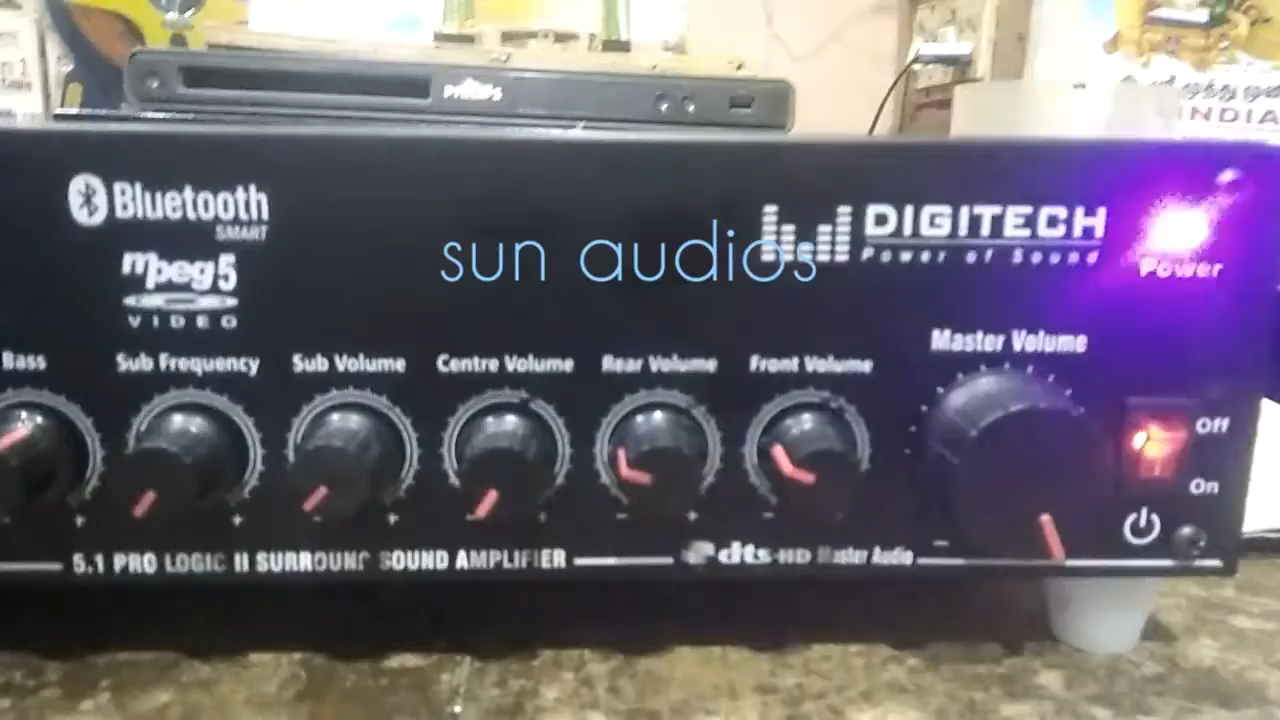 PHILIPS
INDIA
Bluetooth
SMART
mpeg5
VIDEO
sun audios
DIGITECH
Power of Sound
Power
Bass
Sub Frequency
Sub Volume
Centre Volume
Rear Volume
Front Volume
Master Volume
Off
On
5.1 PRO LOGIC II SURROUND SOUND AMPLIFIER
dts-HD Master Audio